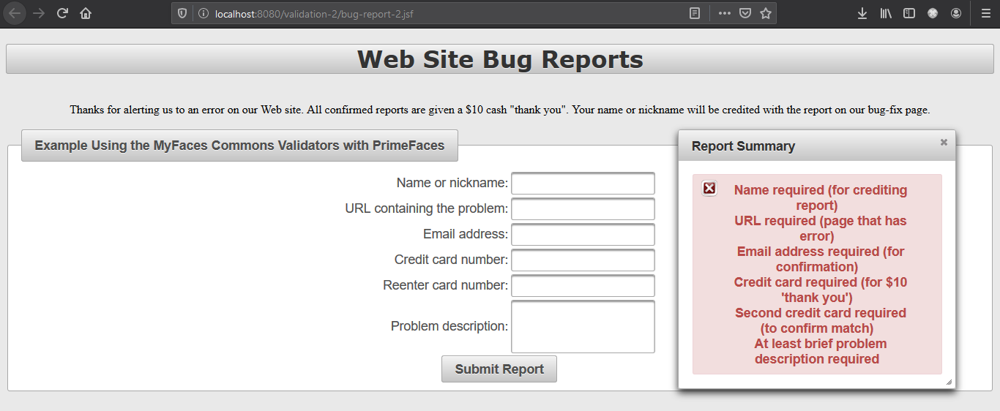 localhost:8080/validation-2/bug-report-2.jsf
Web Site Bug Reports
Thanks for alerting us to an error on our Web site. All confirmed reports are given a $10 cash "thank you". Your name or nickname will be credited with the report on our bug-fix page.
Example Using the MyFaces Commons Validators with PrimeFaces
Name or nickname:
URL containing the problem:
Email address:
Credit card number:
Reenter card number:
Problem description:
Submit Report
Report Summary
Name required (for crediting
report)
URL required (page that has
error)
Email address required (for
confirmation)
Credit card required (for $10
'thank you')
Second credit card required
(to confirm match)
At least brief problem
description required